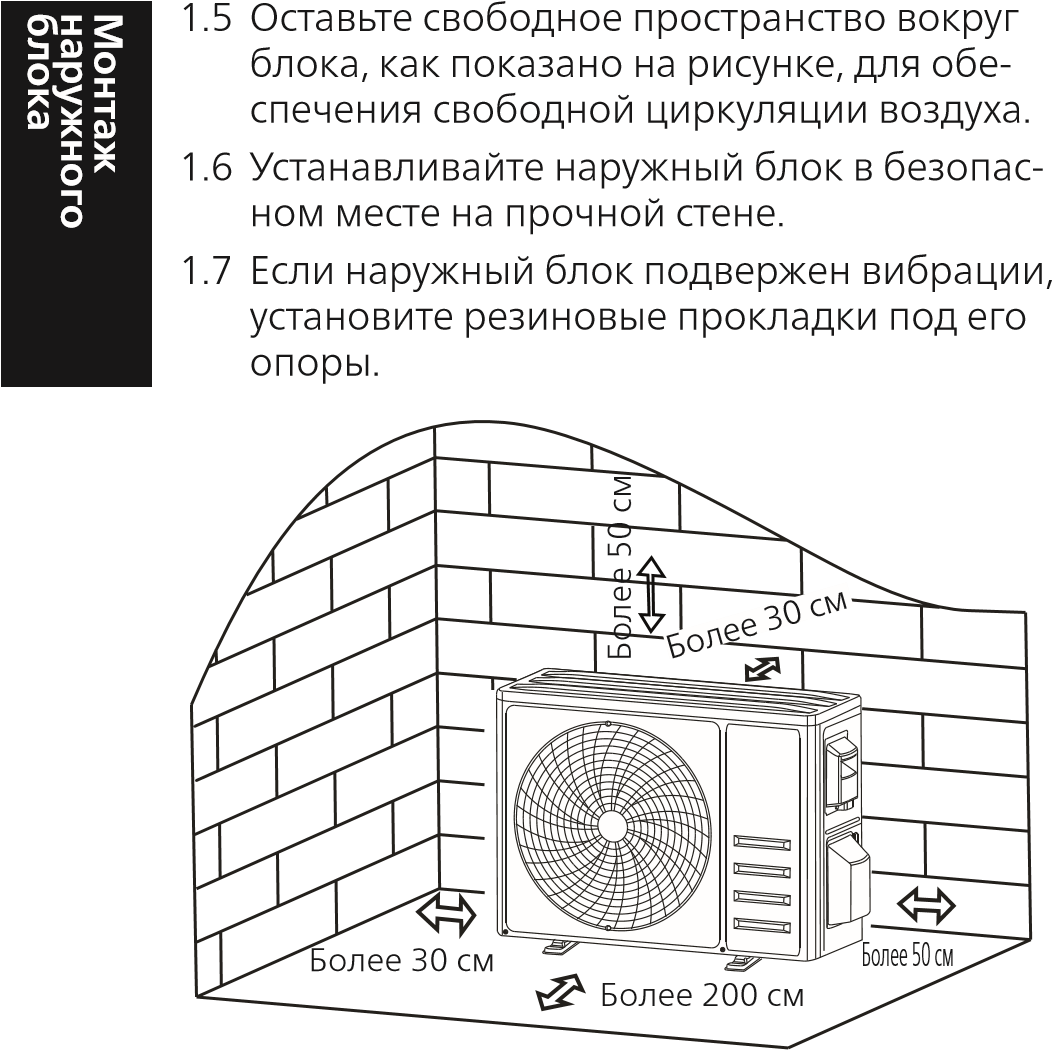 Монтаж
наружного
блока
1.5 Оставьте свободное пространство вокруг
блока, как показано на рисунке, для обе-
спечения свободной циркуляции воздуха.
1.6 Устанавливайте наружный блок в безопас-
ном месте на прочной стене.
1.7 Если наружный блок подвержен вибрации,
установите резиновые прокладки под его
опоры.
Более 50 см
Более 30 см
Более 30 см
Более 50 см
Более 200 см